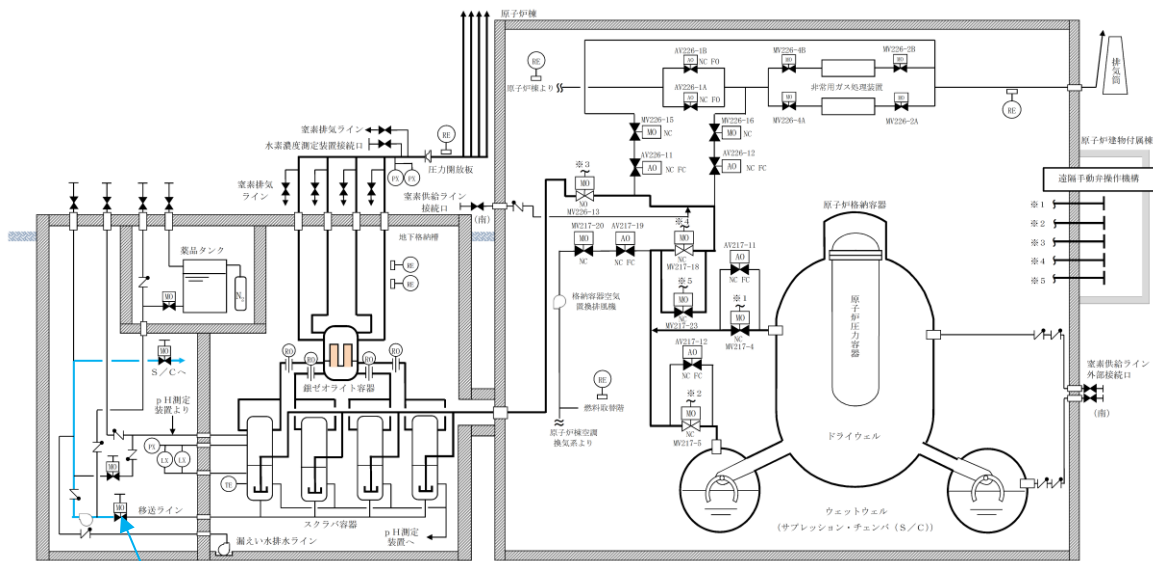 原子炉棟
RE
原子炉棟より
AV226-1B
AO
NC FO
AV226-1A
AO
NC FO
MV226-4B
MO
MV226-2B
MO
非常用ガス処理装置
MO
MV226-4A
MO
MV226-2A
RE
排気筒
MV226-15
MO
NC
MV226-16
MO
NC
AV226-11
AO
NC FC
AV226-12
AO
NC FC
窒素排気ライン
水素濃度測定装置接続口
RE
圧力開放板
PX
PX
窒素排気
ライン
窒素供給ライン
接続口
(南)
※3
MO
NO
MV226-13
原子炉建物付属棟
遠隔手動弁操作機構
※1
※2
※3
※4
※5
原子炉格納容器
原子炉圧力容器
MV217-20
MO
NC
AV217-19
AO
NC FC
※4
MO
NC
MV217-18
※5
MO
NC
MV217-23
AV217-11
AO
NC FC
※1
MO
NC
MV217-4
AV217-12
AO
NC FC
※2
MO
NC
MV217-5
格納容器空気
置換排風機
RE
燃料取替階
原子炉棟空調
換気系より
窒素供給ライン
外部接続口
(南)
ドライウェル
ウェットウェル
(サプレッション・チェンバ(S/C))
地下格納槽
RE
RE
薬品タンク
MO
N₂
MO
S/Cへ
pH測定
装置より
RO
RO
RO
RO
銀ゼオライト容器
PX
LX
LX
MO
TE
MO
移送ライン
スクラバ容器
漏えい水排水ライン
pH測定
装置へ